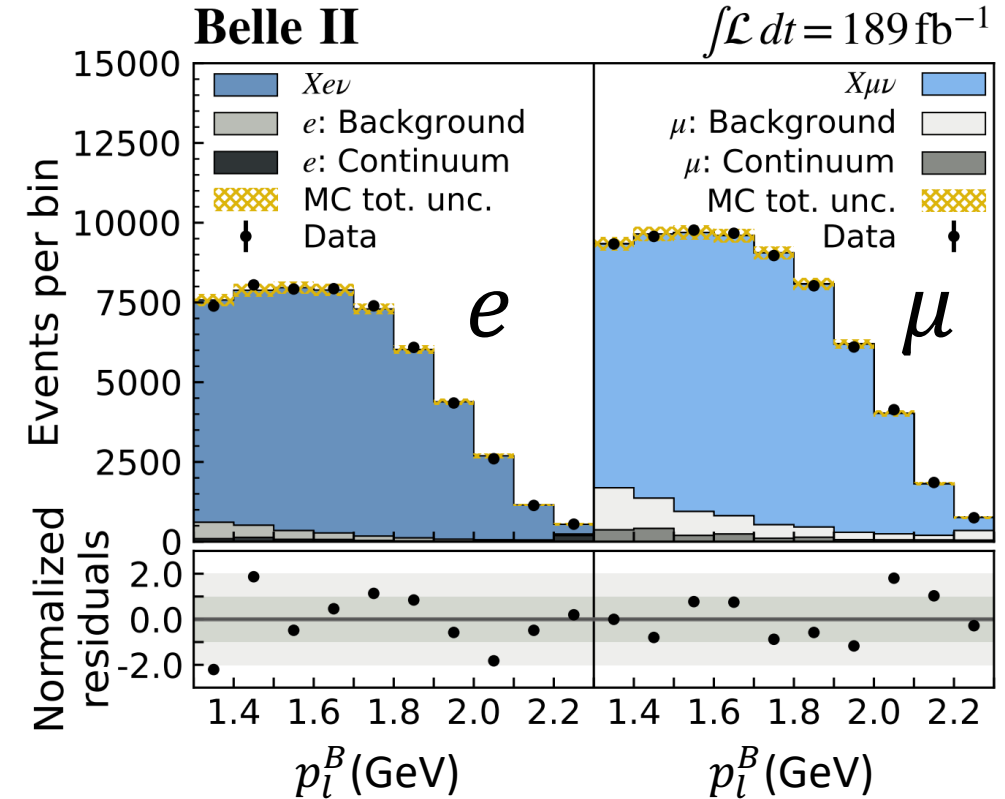 Belle II ∫ℒ dt = 189 fb⁻¹
15000
12500
10000
7500
5000
2500
0
Events per bin
Xeν
e: Background
e: Continuum
MC tot. unc.
Data
e
Xμν
μ: Background
μ: Continuum
MC tot. unc.
Data
μ
Normalized
residuals
2.0
0.0
-2.0
1.4 1.6 1.8 2.0 2.2 1.4 1.6 1.8 2.0 2.2
p_l^B (GeV) p_l^B (GeV)